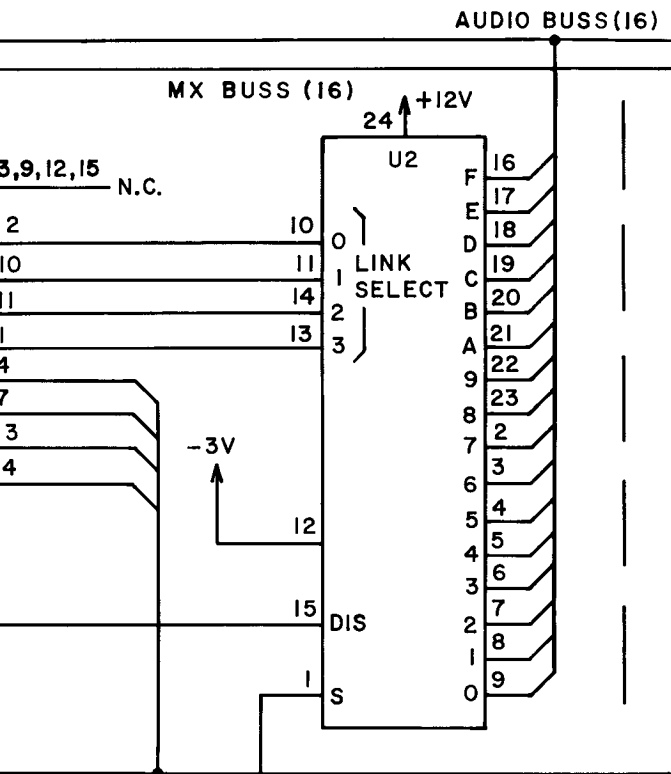 AUDIO BUSS(16)
MX BUSS (16)
+12V
24
U2
3,9,12,15
N.C.
F 16
E 17
2 10 0 D 18
10 11 1 LINK C 19
11 14 2 SELECT B 20
1 13 3 A 21
4 9 22
7 8 23
3 -3V 7 2
4 6 3
5 4
12 4 5
3 6
15 DIS 2 7
1 8
1 S 0 9